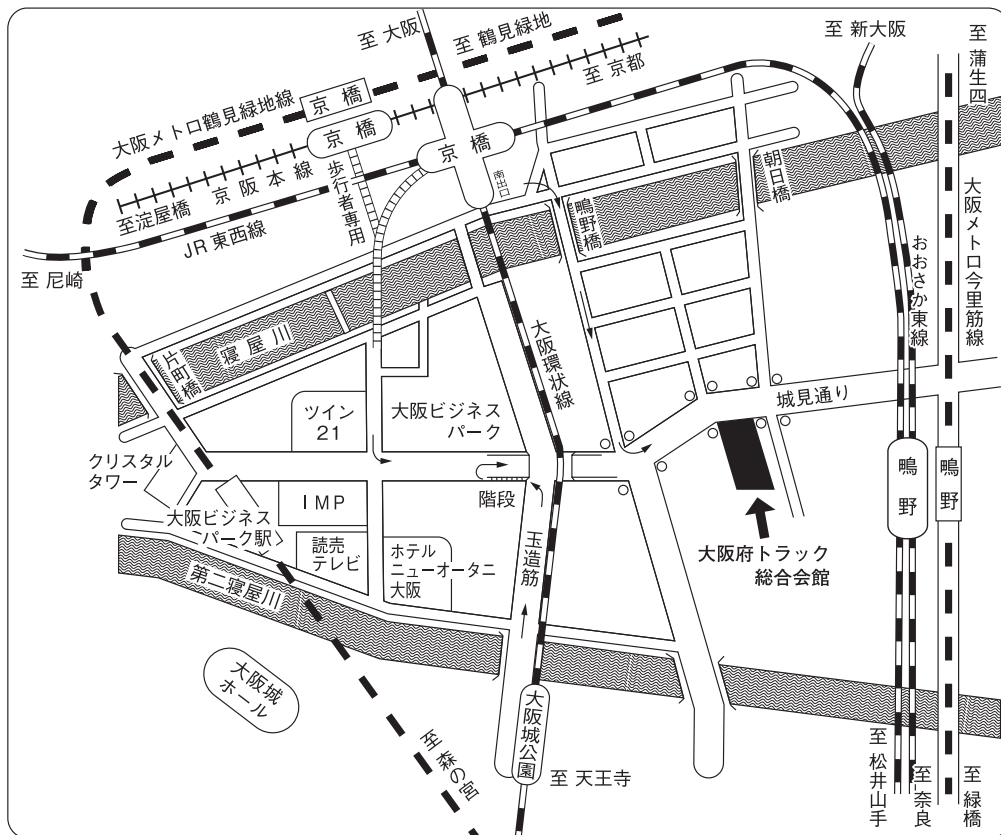 至 大阪
至 鶴見緑地
至 京都
至 新大阪
至 蒲生四
大阪メトロ鶴見緑地線
京橋
京橋
京橋
京阪本線
至淀屋橋
歩行者専用
JR東西線
至 尼崎
南出口
鴫野橋
朝日橋
おおさか東線
大阪メトロ今里筋線
寝屋川
片町橋
大阪環状線
城見通り
ツイン
21
大阪ビジネス
パーク
クリスタル
タワー
IMP
階段
大阪ビジネス
パーク駅
読売
テレビ
ホテル
ニューオータニ
大阪
玉造筋
大阪府トラック
総合会館
鴫野
鴫野
第二寝屋川
大阪城
ホール
大阪城公園
至 森の宮
至 天王寺
至 松井山手
至 奈良
至 緑橋